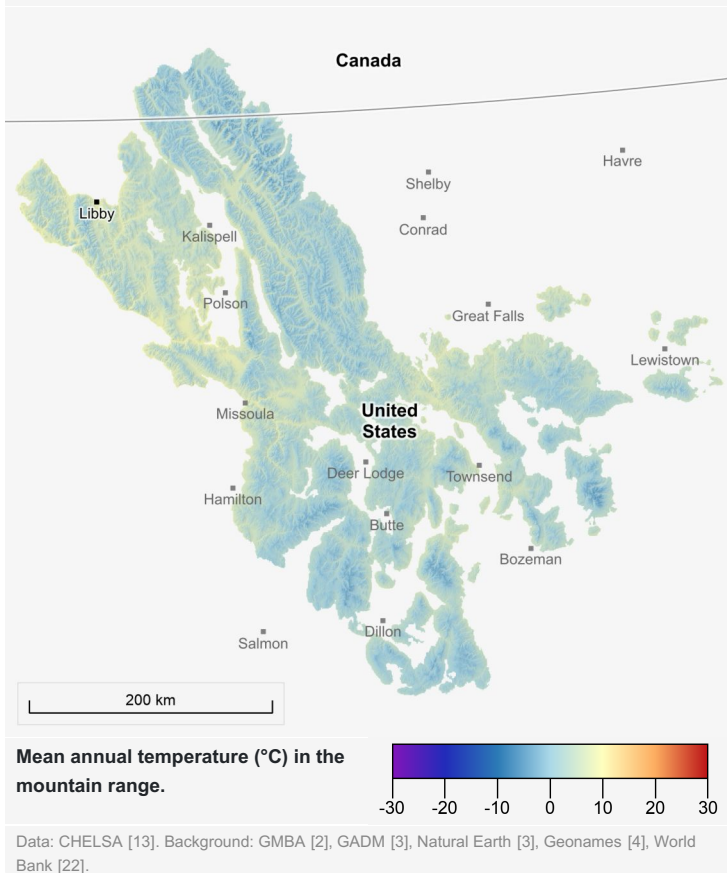 Canada
Havre
Shelby
Libby
Conrad
Kalispell
Polson
Great Falls
Lewistown
United
States
Missoula
Deer Lodge
Townsend
Hamilton
Butte
Bozeman
Dillon
Salmon
200 km
Mean annual temperature (°C) in the
mountain range.
-30 -20 -10 0 10 20 30
Data: CHELSA [13]. Background: GMBA [2], GADM [3], Natural Earth [3], Geonames [4], World
Bank [22].